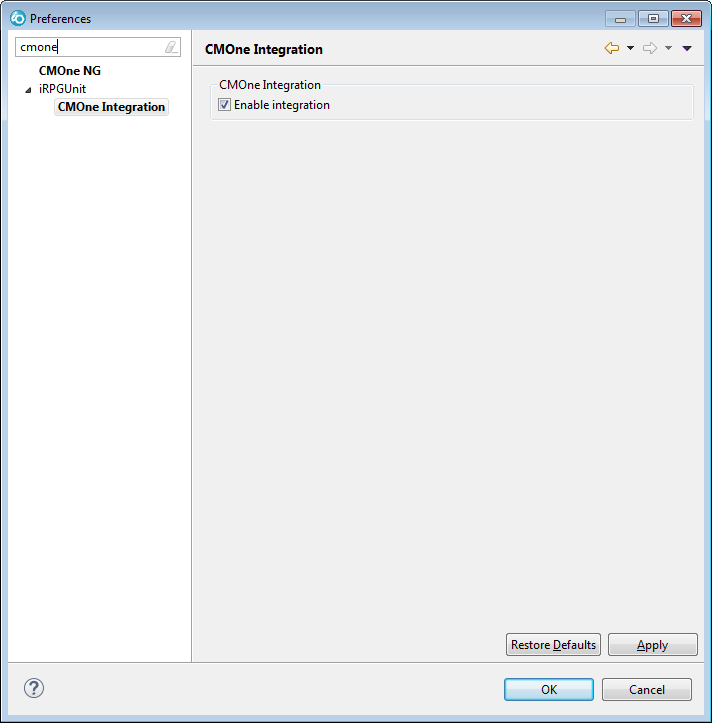 Preferences
cmone
CMOne NG
iRPGUnit
CMOne Integration
CMOne Integration
CMOne Integration
Enable integration
Restore Defaults
Apply
?
OK
Cancel